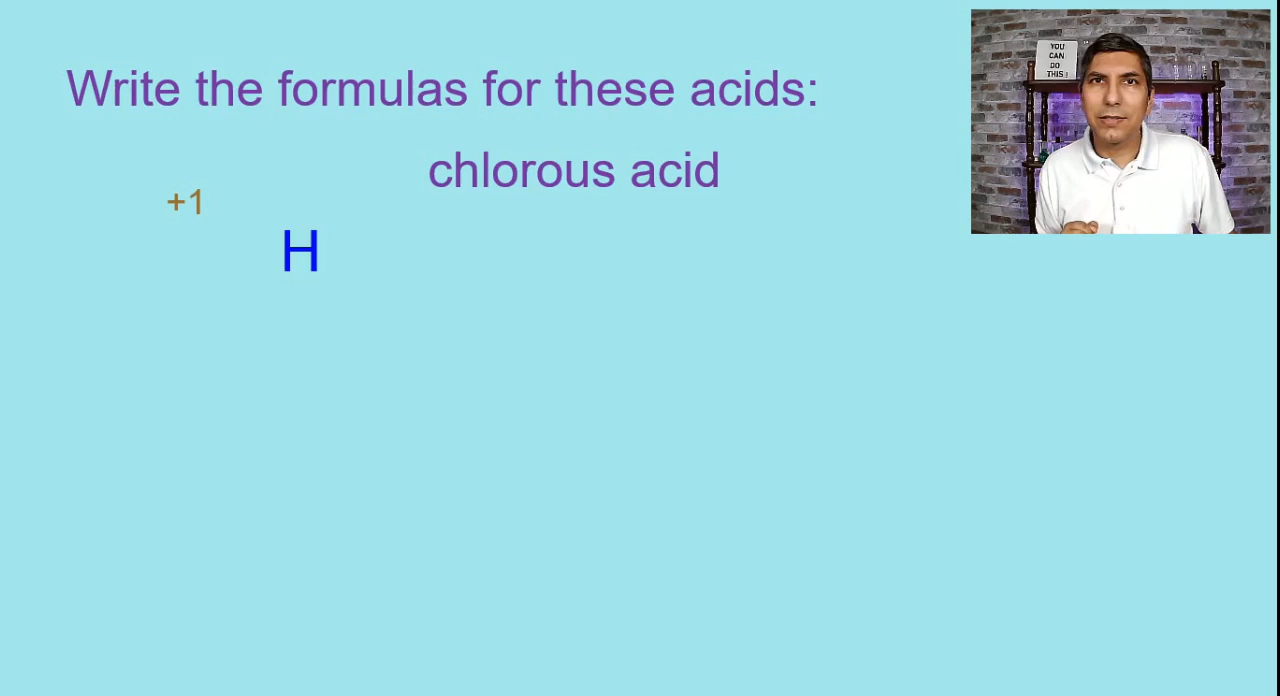 Write the formulas for these acids:
chlorous acid
+1
H
YOU
CAN
DO
THIS !